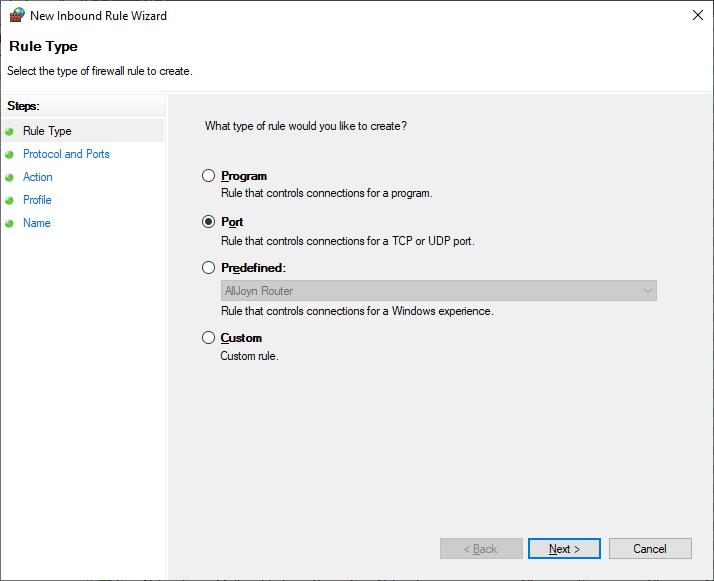 New Inbound Rule Wizard
Rule Type
Select the type of firewall rule to create.
Steps:
Rule Type
Protocol and Ports
Action
Profile
Name
What type of rule would you like to create?
Program
Rule that controls connections for a program.
Port
Rule that controls connections for a TCP or UDP port.
Predefined:
AllJoyn Router
Rule that controls connections for a Windows experience.
Custom
Custom rule.
< Back
Next >
Cancel